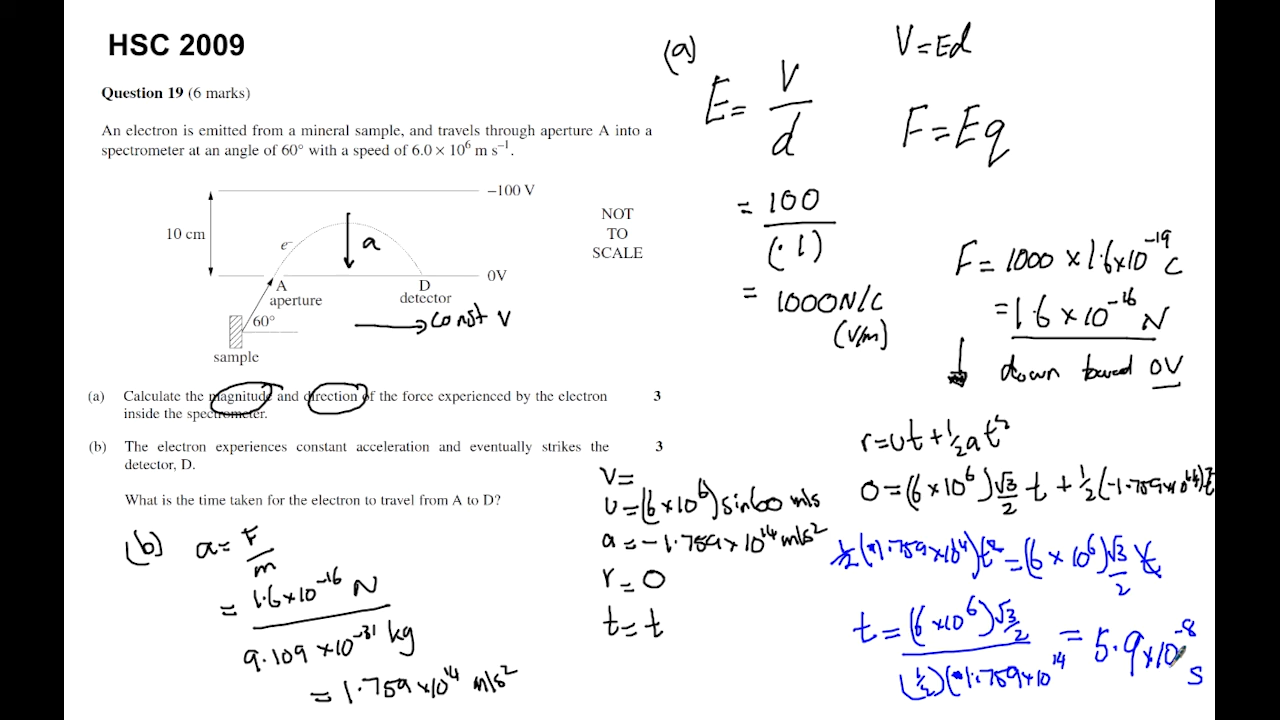 HSC 2009
Question 19 (6 marks)
An electron is emitted from a mineral sample, and travels through aperture A into a
spectrometer at an angle of 60° with a speed of 6.0 × 10⁶ m s⁻¹.
–100 V
10 cm
e⁻
a
NOT
TO
SCALE
0V
A
aperture
D
detector
60°
const V
sample
(a) Calculate the magnitude and direction of the force experienced by the electron
inside the spectrometer.
3
(b) The electron experiences constant acceleration and eventually strikes the
detector, D.
3
What is the time taken for the electron to travel from A to D?
(a)
V=Ed
E= V/d
F=Eq
= 100/(.1)
= 1000N/C
(V/m)
F= 1000 × 1.6×10⁻¹⁹ C
= 1.6 × 10⁻¹⁶ N
↓ down toward 0V
(b) a= F/m
= 1.6×10⁻¹⁶ N / 9.109 ×10⁻³¹ kg
= 1.759×10¹⁴ m/s²
V=
u=(6×10⁶)sin60 m/s
a=-1.759×10¹⁴ m/s²
r=0
t=t
r=ut+½at²
0=(6×10⁶)√3/2 t + ½(-1.759×10¹⁴)t²
½(1.759×10¹⁴)t²=(6×10⁶)√3/2 t
t= (6×10⁶)√3/2 / (½)(1.759×10¹⁴ = 5.9×10⁻⁸ s